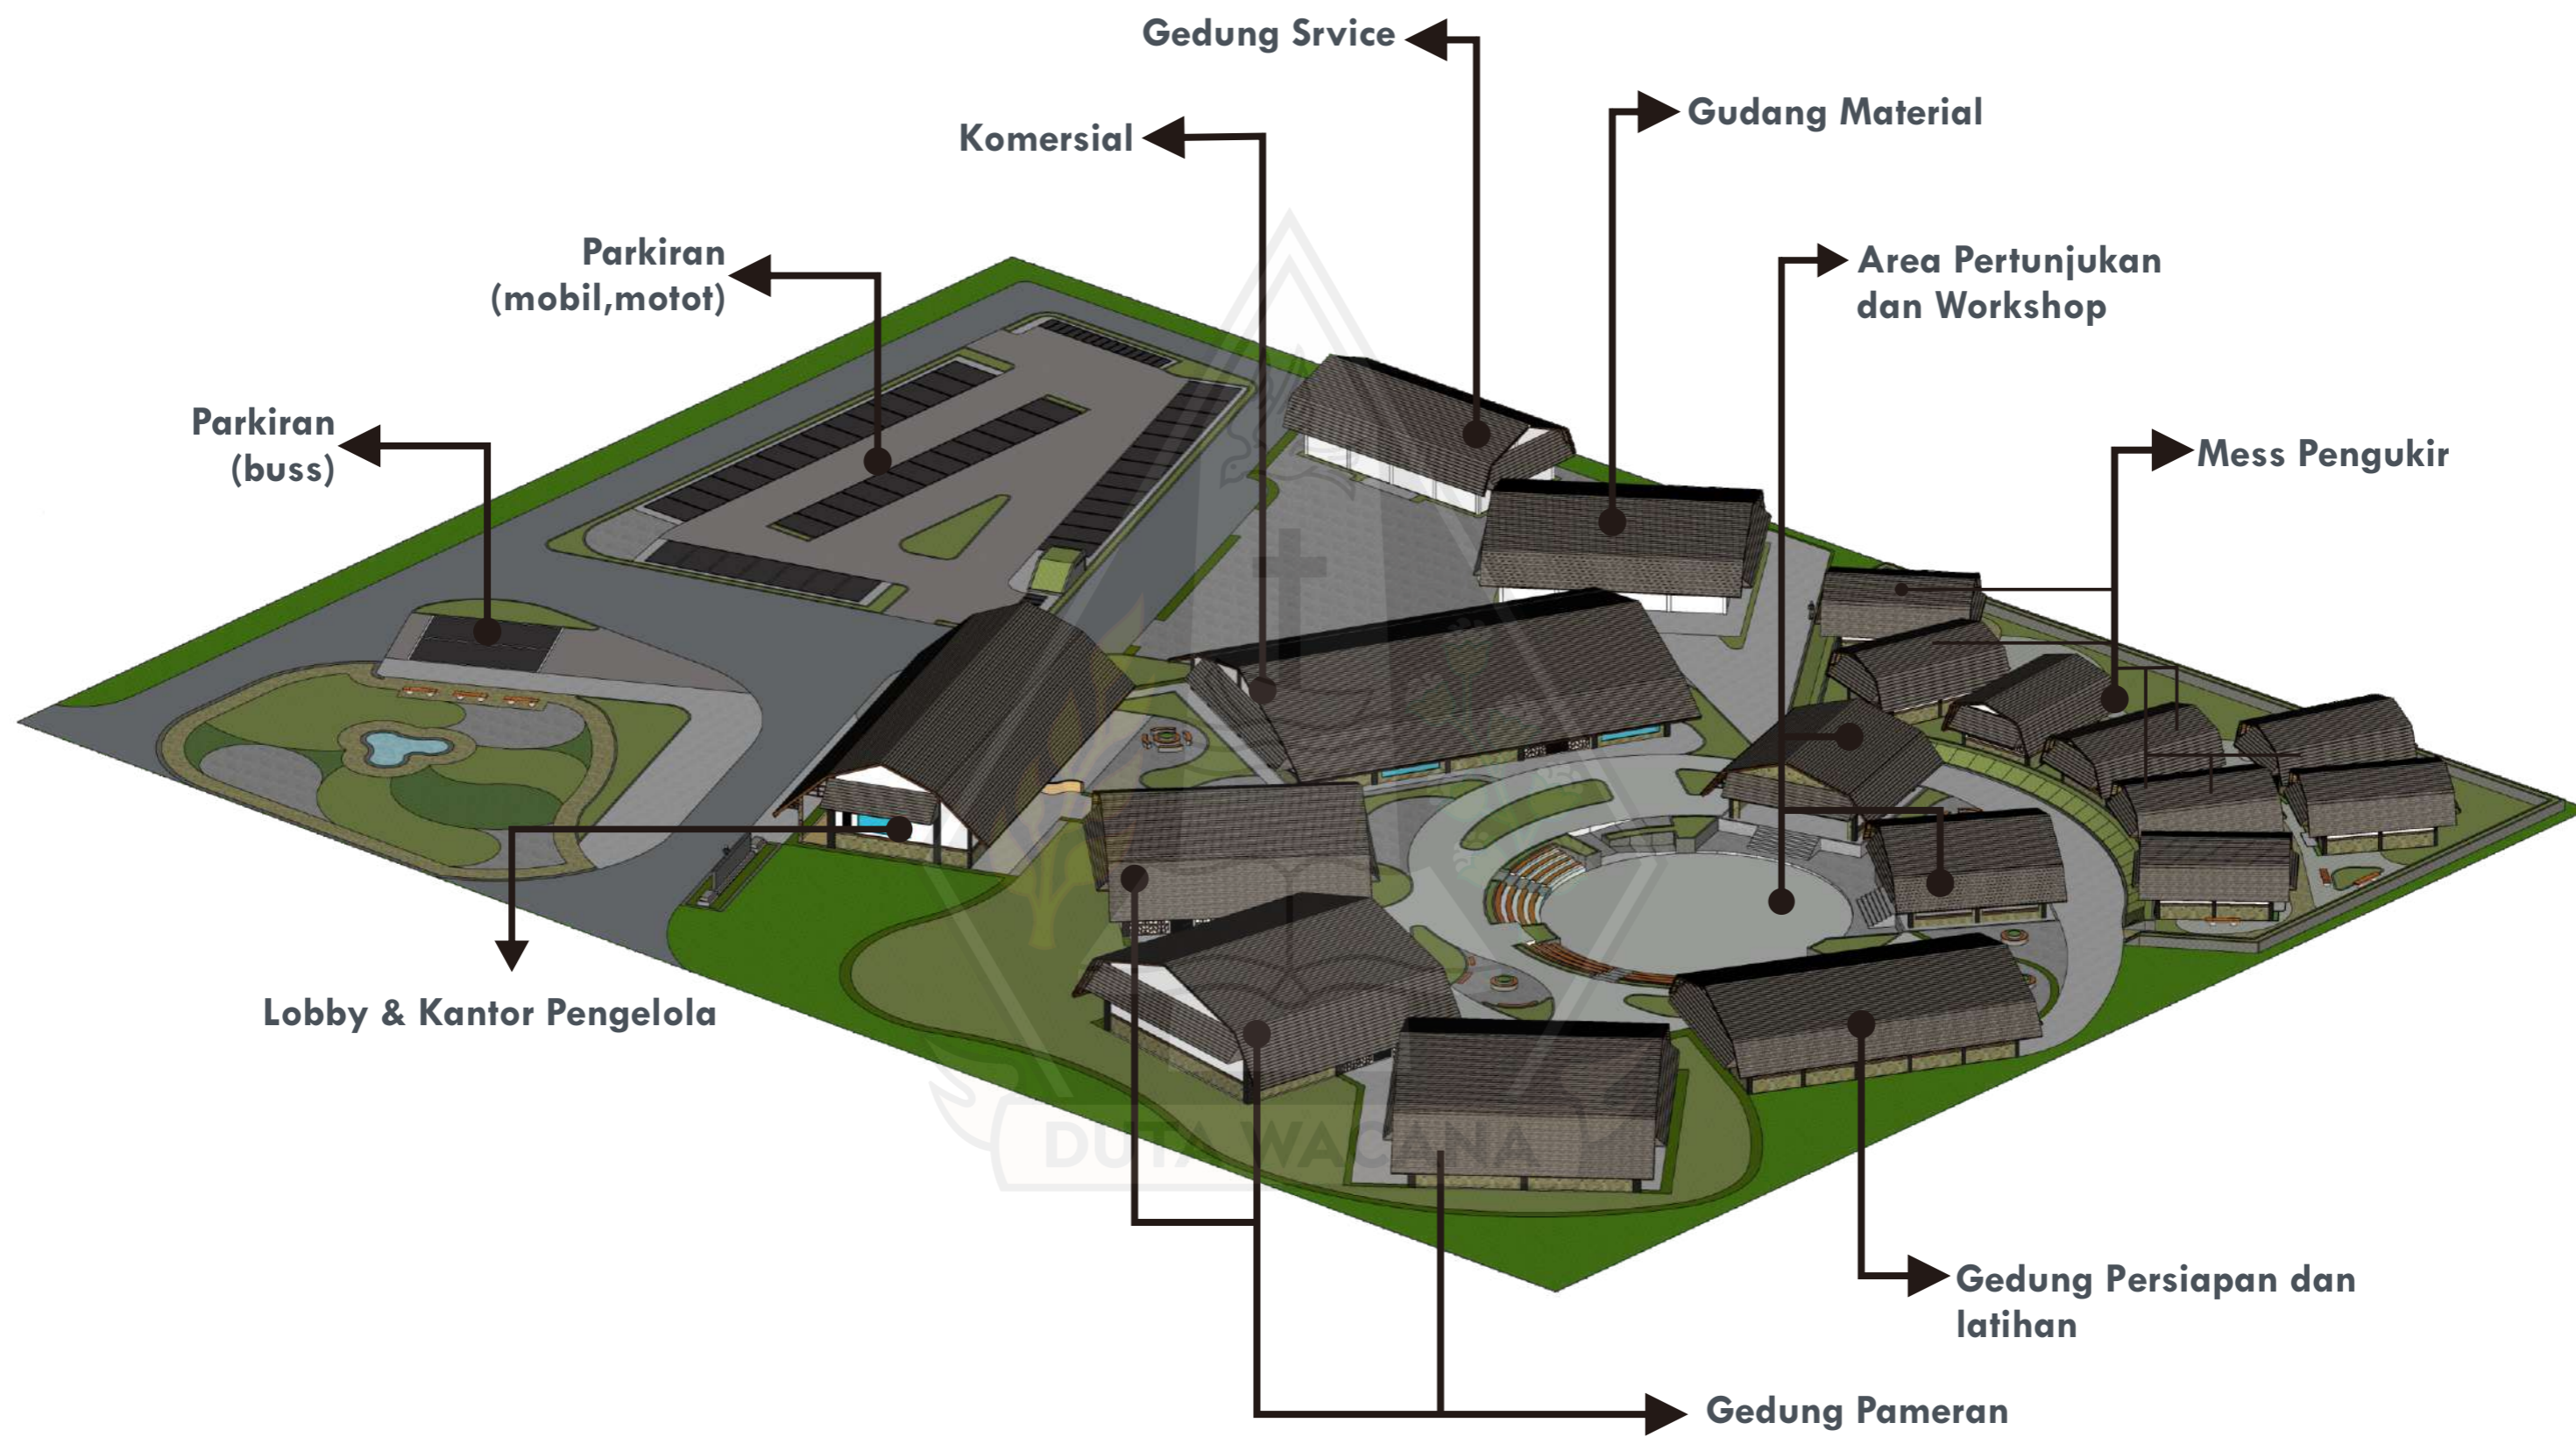 Gedung Srvice
Gudang Material
Komersial
Parkiran
(mobil,motot)
Area Pertunjukan
dan Workshop
Parkiran
(buss)
Mess Pengukir
Lobby & Kantor Pengelola
DUTA WACANA
Gedung Persiapan dan
latihan
Gedung Pameran